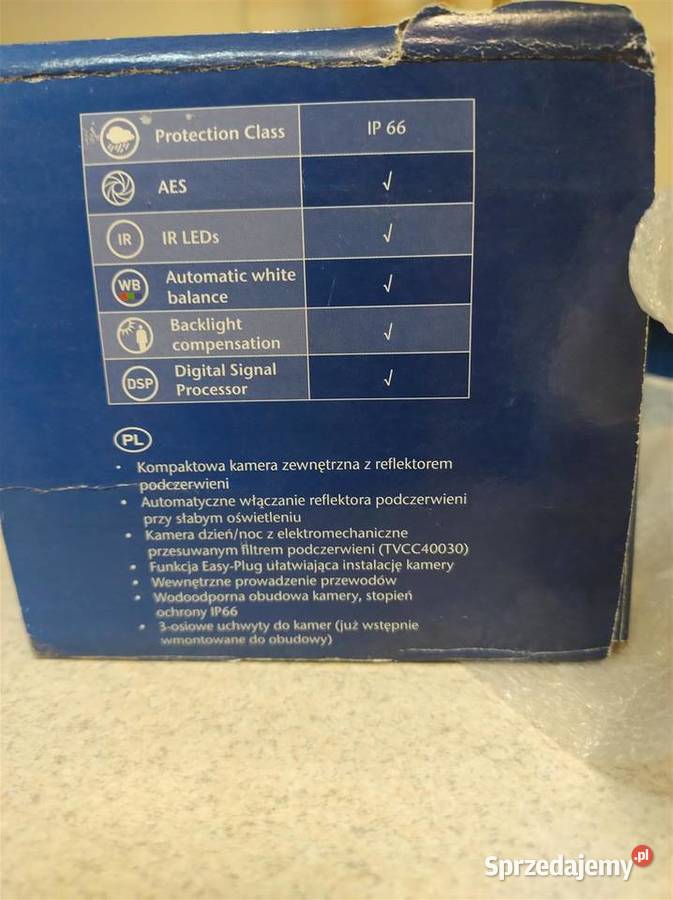 Protection Class IP 66
AES √
IR IR LEDs √
WB Automatic white
balance √
Backlight
compensation √
DSP Digital Signal
Processor √
PL
• Kompaktowa kamera zewnętrzna z reflektorem
podczerwieni
• Automatyczne włączanie reflektora podczerwieni
przy słabym oświetleniu
• Kamera dzień/noc z elektromechaniczne
przesuwanym filtrem podczerwieni (TVCC40030)
• Funkcja Easy-Plug ułatwiająca instalację kamery
• Wewnętrzne prowadzenie przewodów
• Wodoodporna obudowa kamery, stopień
ochrony IP66
• 3-osiowe uchwyty do kamer (już wstępnie
wmontowane do obudowy)
Sprzedajemy.pl